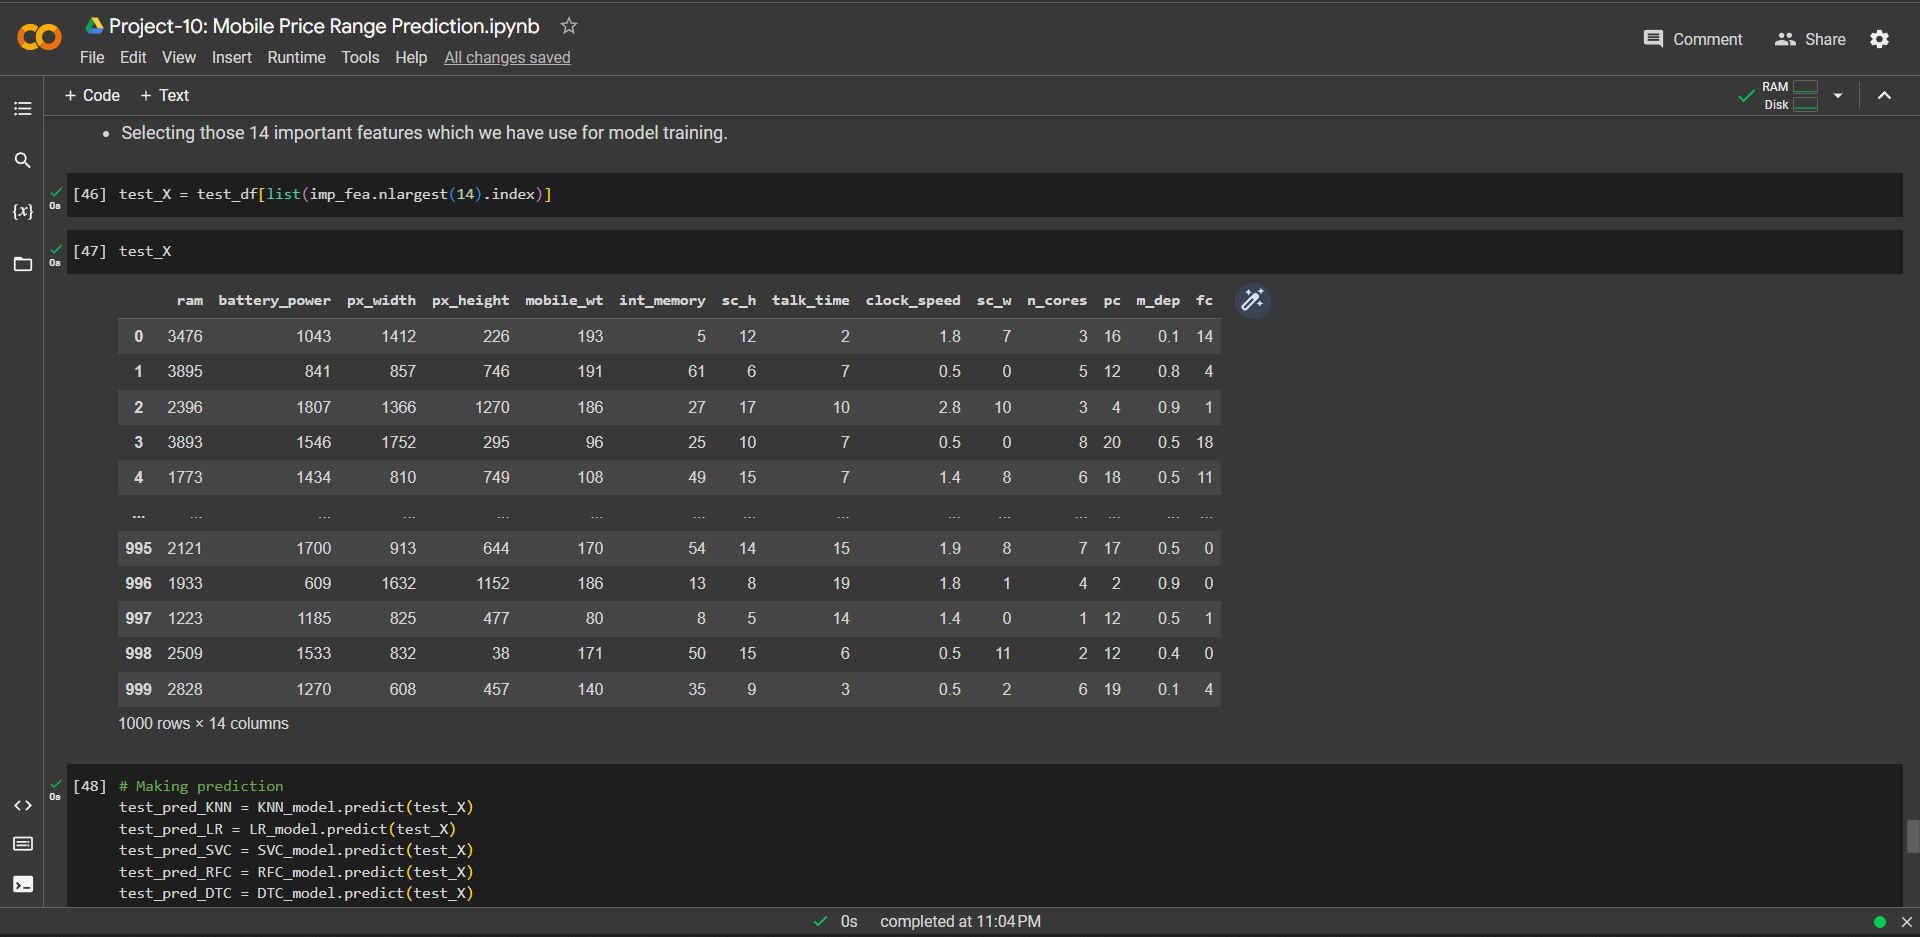 Project-10: Mobile Price Range Prediction.ipynb
File Edit View Insert Runtime Tools Help All changes saved
Comment Share
+ Code + Text
RAM
Disk
Selecting those 14 important features which we have use for model training.
[46] test_X = test_df[list(imp_fea.nlargest(14).index)]
0s
[47] test_X
0s
ram battery_power px_width px_height mobile_wt int_memory sc_h talk_time clock_speed sc_w n_cores pc m_dep fc
0 3476 1043 1412 226 193 5 12 2 1.8 7 3 16 0.1 14
1 3895 841 857 746 191 61 6 7 0.5 0 5 12 0.8 4
2 2396 1807 1366 1270 186 27 17 10 2.8 10 3 4 0.9 1
3 3893 1546 1752 295 96 25 10 7 0.5 0 8 20 0.5 18
4 1773 1434 810 749 108 49 15 7 1.4 8 6 18 0.5 11
... ... ... ... ... ... ... ... ... ... ... ... ... ... ...
995 2121 1700 913 644 170 54 14 15 1.9 8 7 17 0.5 0
996 1933 609 1632 1152 186 13 8 19 1.8 1 4 2 0.9 0
997 1223 1185 825 477 80 8 5 14 1.4 0 1 12 0.5 1
998 2509 1533 832 38 171 50 15 6 0.5 11 2 12 0.4 0
999 2828 1270 608 457 140 35 9 3 0.5 2 6 19 0.1 4
1000 rows × 14 columns
[48] # Making prediction
0s
test_pred_KNN = KNN_model.predict(test_X)
test_pred_LR = LR_model.predict(test_X)
test_pred_SVC = SVC_model.predict(test_X)
test_pred_RFC = RFC_model.predict(test_X)
test_pred_DTC = DTC_model.predict(test_X)
0s completed at 11:04 PM